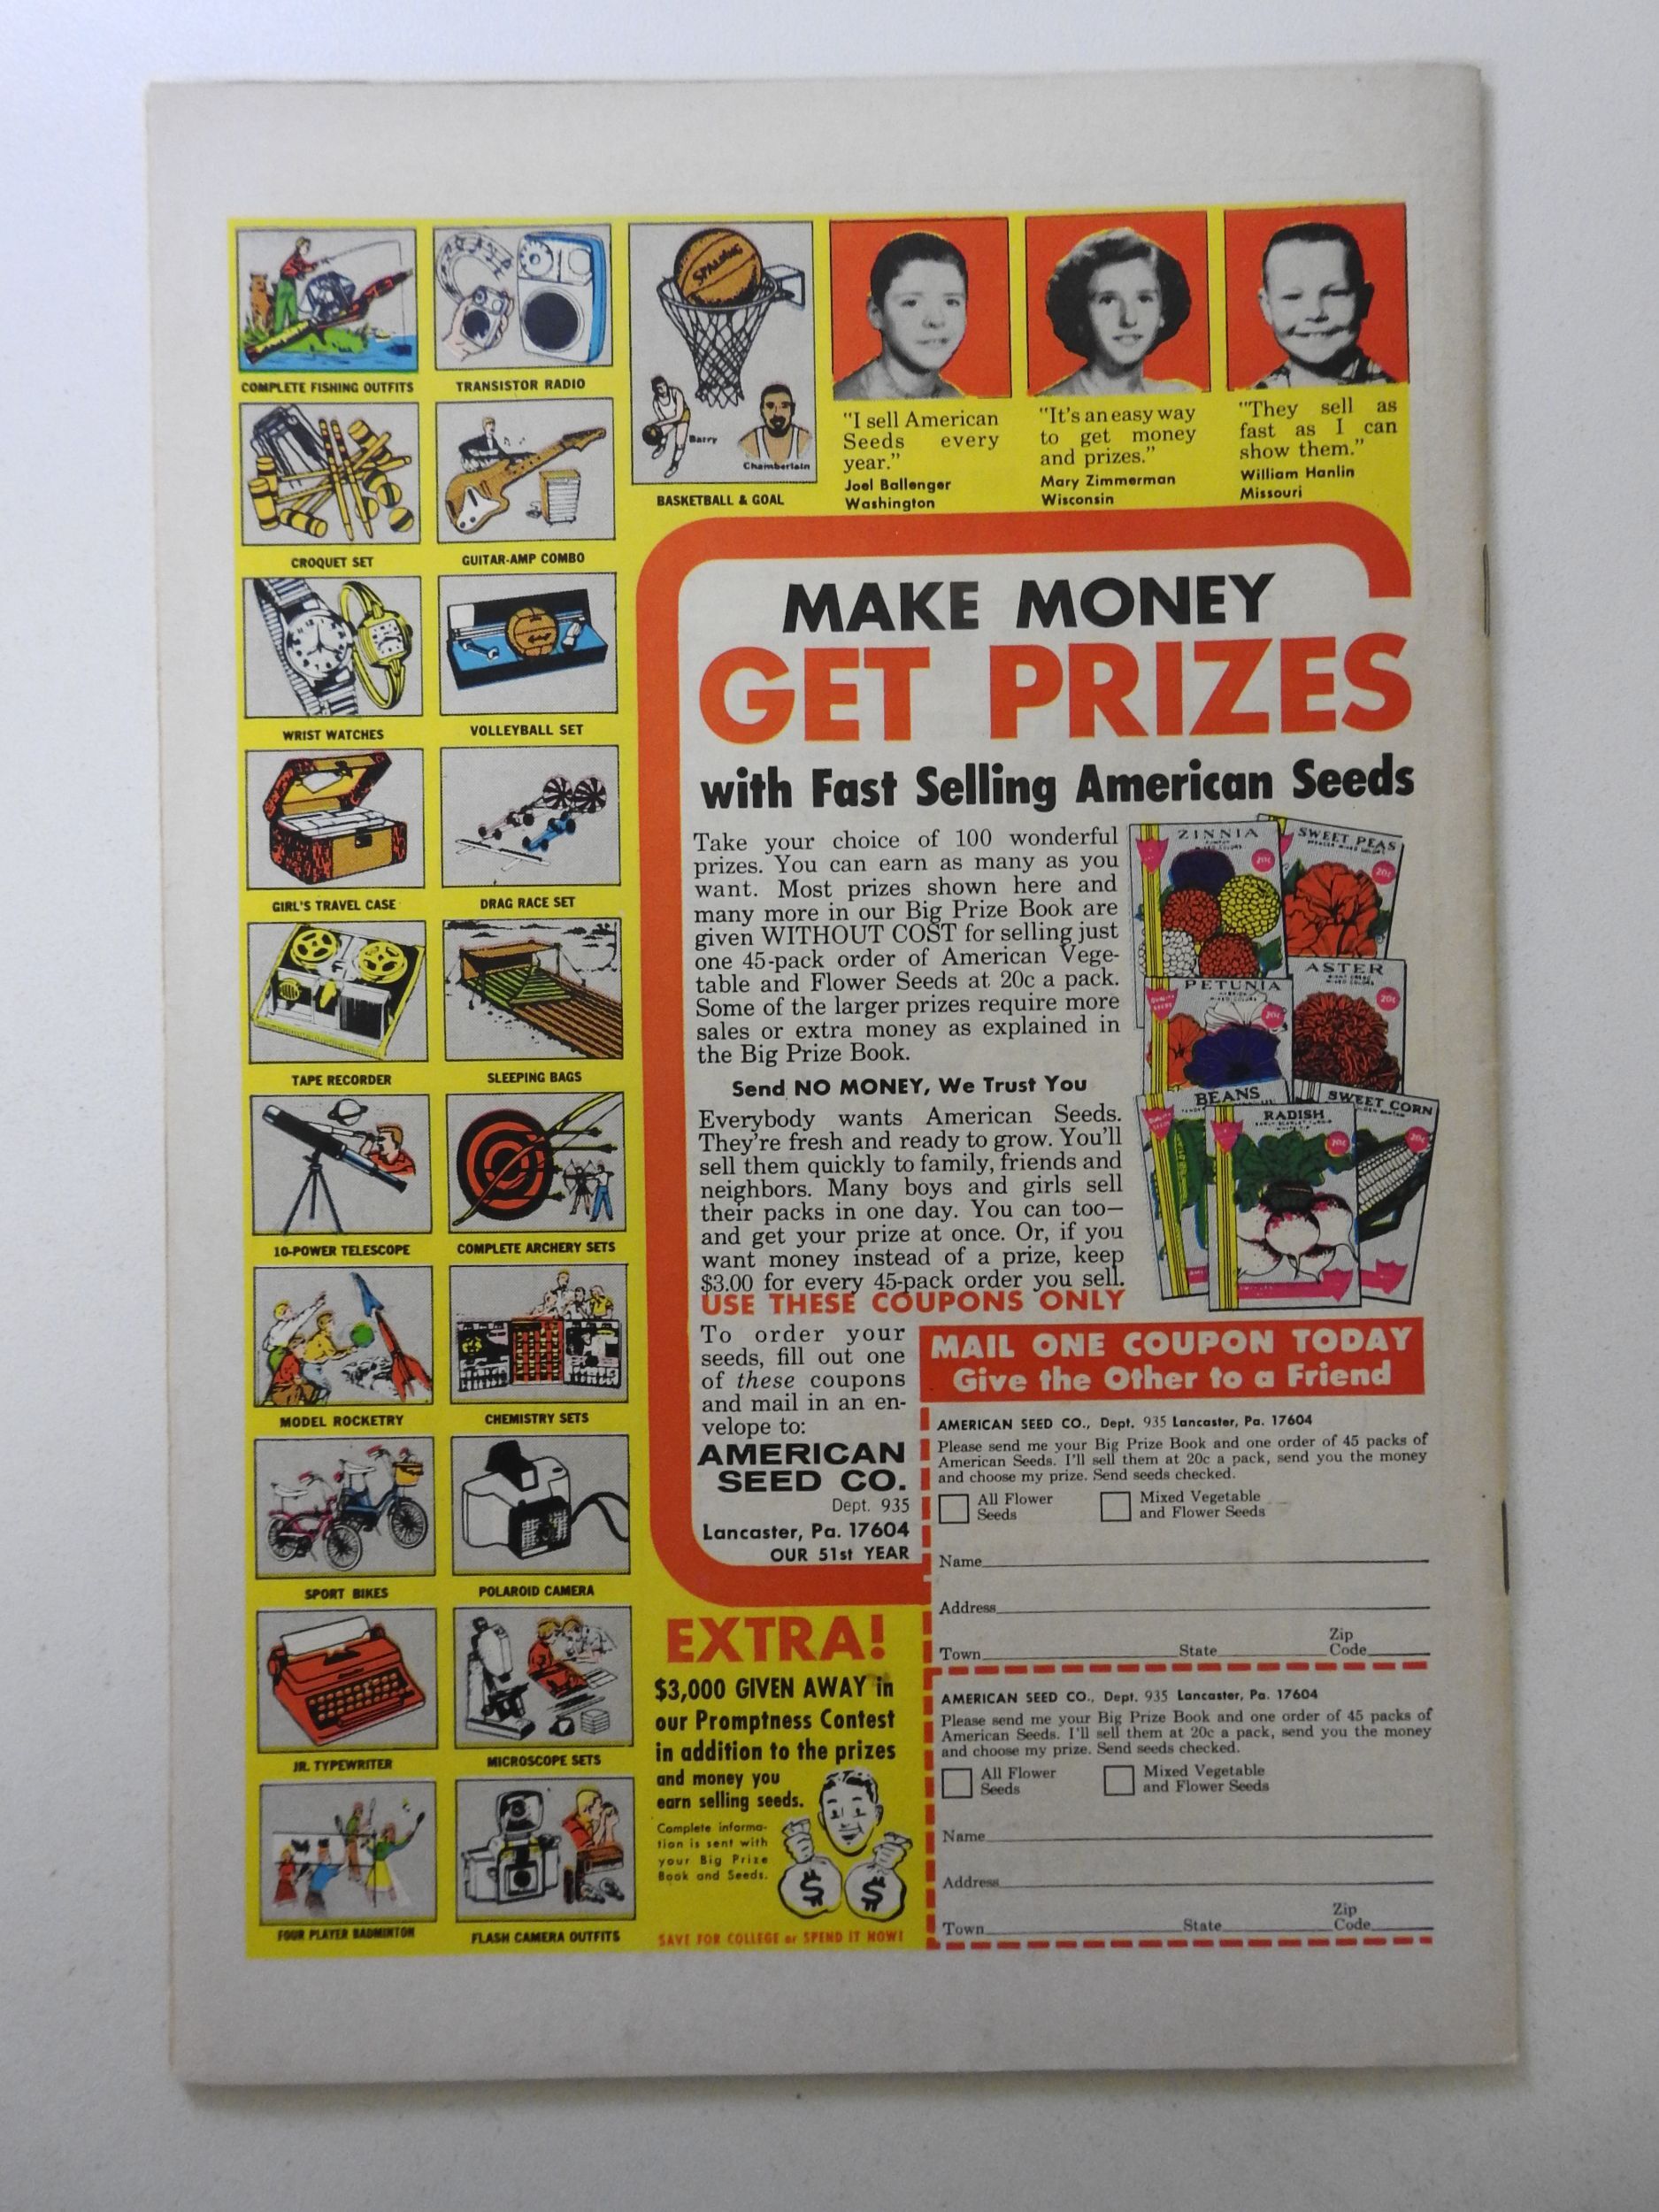 COMPLETE FISHING OUTFITS
TRANSISTOR RADIO
SPALDING
Barry
Chamberlain
BASKETBALL & GOAL
CROQUET SET
GUITAR-AMP COMBO
WRIST WATCHES
VOLLEYBALL SET
GIRL'S TRAVEL CASE
DRAG RACE SET
TAPE RECORDER
SLEEPING BAGS
10-POWER TELESCOPE
COMPLETE ARCHERY SETS
MODEL ROCKETRY
CHEMISTRY SETS
SPORT BIKES
POLAROID CAMERA
JR. TYPEWRITER
MICROSCOPE SETS
FOUR PLAYER BADMINTON
FLASH CAMERA OUTFITS
"I sell American
Seeds every
year."
Joel Ballenger
Washington
"It's an easy way
to get money
and prizes."
Mary Zimmerman
Wisconsin
"They sell as
fast as I can
show them."
William Hanlin
Missouri
MAKE MONEY
GET PRIZES
with Fast Selling American Seeds
Take your choice of 100 wonderful
prizes. You can earn as many as you
want. Most prizes shown here and
many more in our Big Prize Book are
given WITHOUT COST for selling just
one 45-pack order of American Vege-
table and Flower Seeds at 20c a pack.
Some of the larger prizes require more
sales or extra money as explained in
the Big Prize Book.
Send NO MONEY, We Trust You
Everybody wants American Seeds.
They're fresh and ready to grow. You'll
sell them quickly to family, friends and
neighbors. Many boys and girls sell
their packs in one day. You can too—
and get your prize at once. Or, if you
want money instead of a prize, keep
$3.00 for every 45-pack order you sell.
USE THESE COUPONS ONLY
ZINNIA
20¢
SWEET PEAS
20¢
PETUNIA
20¢
ASTER
20¢
BEANS
RADISH
20¢
SWEET CORN
20¢
To order your
seeds, fill out one
of these coupons
and mail in an en-
velope to:
AMERICAN
SEED CO.
Dept. 935
Lancaster, Pa. 17604
OUR 51st YEAR
MAIL ONE COUPON TODAY
Give the Other to a Friend
AMERICAN SEED CO., Dept. 935 Lancaster, Pa. 17604
Please send me your Big Prize Book and one order of 45 packs of
American Seeds. I'll sell them at 20c a pack, send you the money
and choose my prize. Send seeds checked.
All Flower
Seeds
Mixed Vegetable
and Flower Seeds
Name
Address
Town State Zip
Code
AMERICAN SEED CO., Dept. 935 Lancaster, Pa. 17604
Please send me your Big Prize Book and one order of 45 packs of
American Seeds. I'll sell them at 20c a pack, send you the money
and choose my prize. Send seeds checked.
All Flower
Seeds
Mixed Vegetable
and Flower Seeds
Name
Address
Town State Zip
Code
EXTRA!
$3,000 GIVEN AWAY in
our Promptness Contest
in addition to the prizes
and money you
earn selling seeds.
Complete informa-
tion is sent with
your Big Prize
Book and Seeds.
$ $
SAVE FOR COLLEGE or SPEND IT NOW!